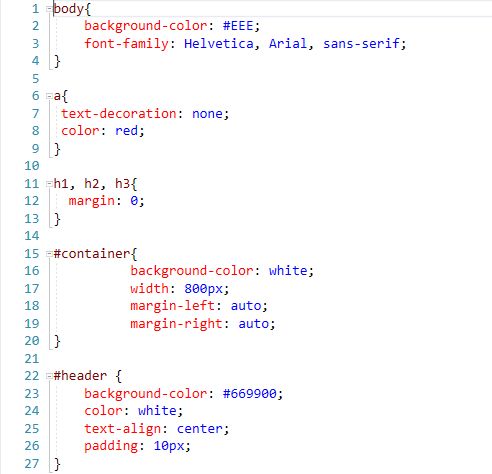 1 body{
2     background-color: #EEE;
3     font-family: Helvetica, Arial, sans-serif;
4 }
5
6 a{
7  text-decoration: none;
8  color: red;
9 }
10
11 h1, h2, h3{
12   margin: 0;
13 }
14
15 #container{
16           background-color: white;
17           width: 800px;
18           margin-left: auto;
19           margin-right: auto;
20 }
21
22 #header {
23     background-color: #669900;
24     color: white;
25     text-align: center;
26     padding: 10px;
27 }